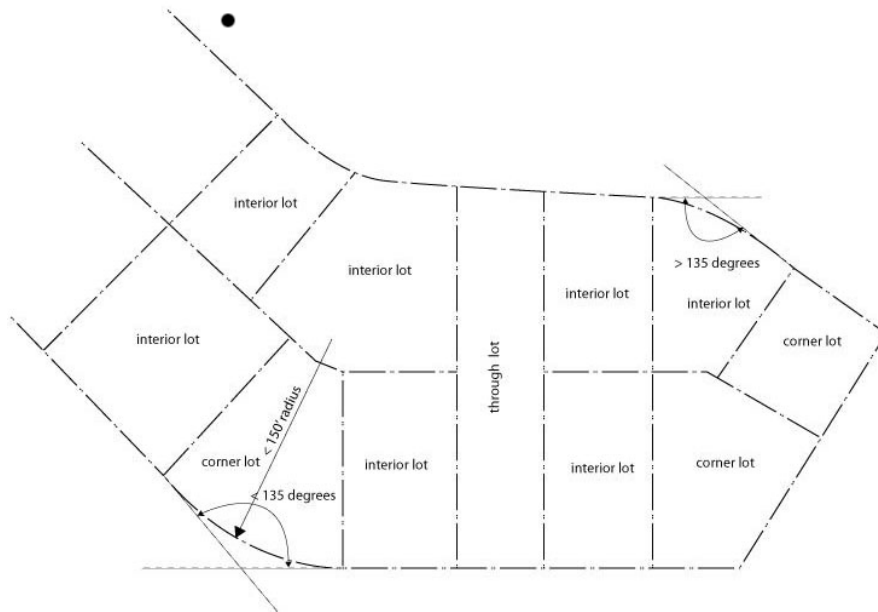 interior lot
> 135 degrees
interior lot
interior lot
interior lot
interior lot
corner lot
through lot
< 150' radius
corner lot
interior lot
interior lot
corner lot
< 135 degrees